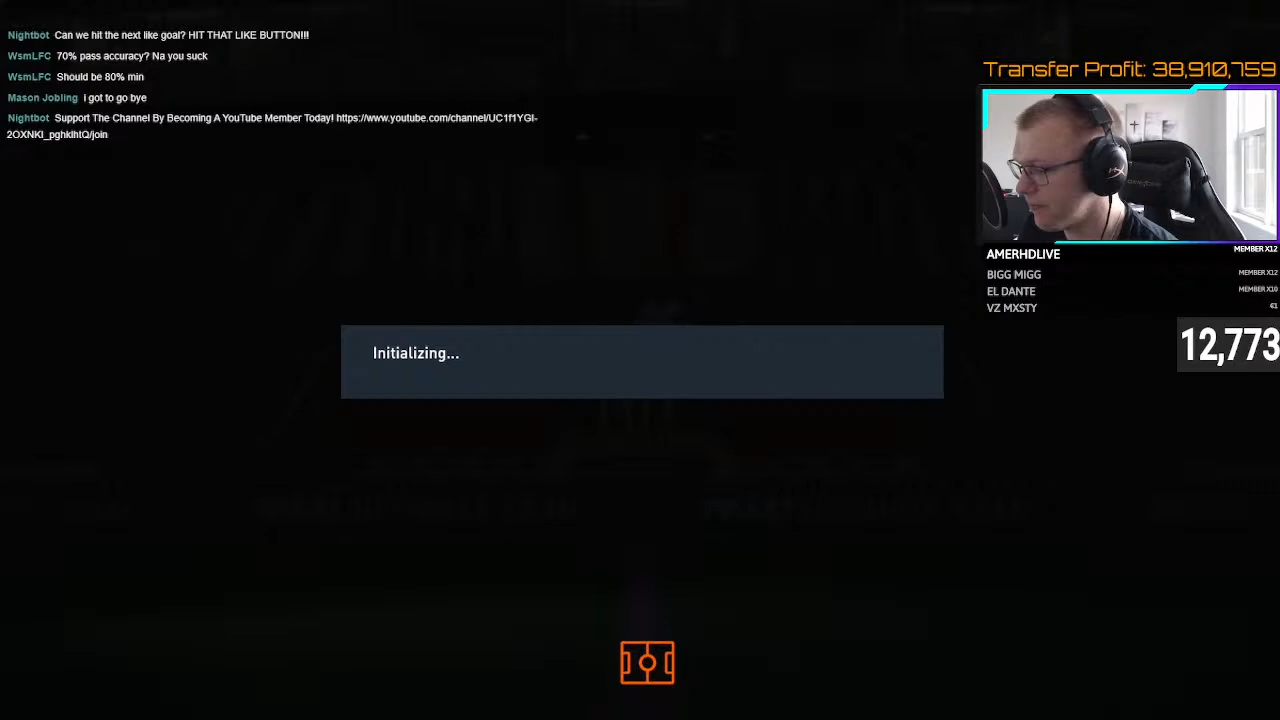 Nightbot Can we hit the next like goal? HIT THAT LIKE BUTTON!!!
WsmLFC 70% pass accuracy? Na you suck
WsmLFC Should be 80% min
Mason Jobling i got to go bye
Nightbot Support The Channel By Becoming A YouTube Member Today! https://www.youtube.com/channel/UC1f1YGI-
2OXNKI_pghklhtQ/join
Transfer Profit: 38,910,759
AMERHDLIVE MEMBER X12
BIGG MIGG MEMBER X12
EL DANTE MEMBER X10
VZ MXSTY €1
12,773
Initializing...